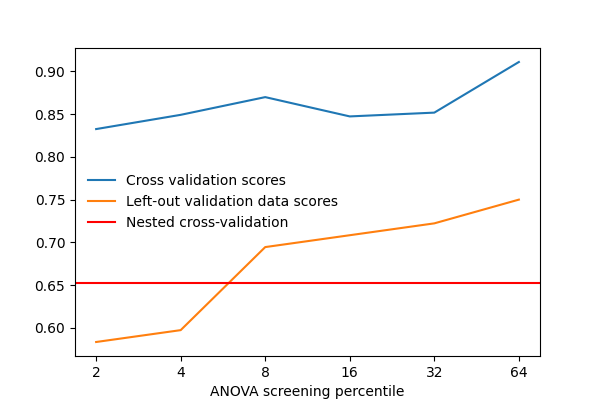 0.90
0.85
0.80
0.75
0.70
0.65
0.60
Cross validation scores
Left-out validation data scores
Nested cross-validation
2 4 8 16 32 64
ANOVA screening percentile